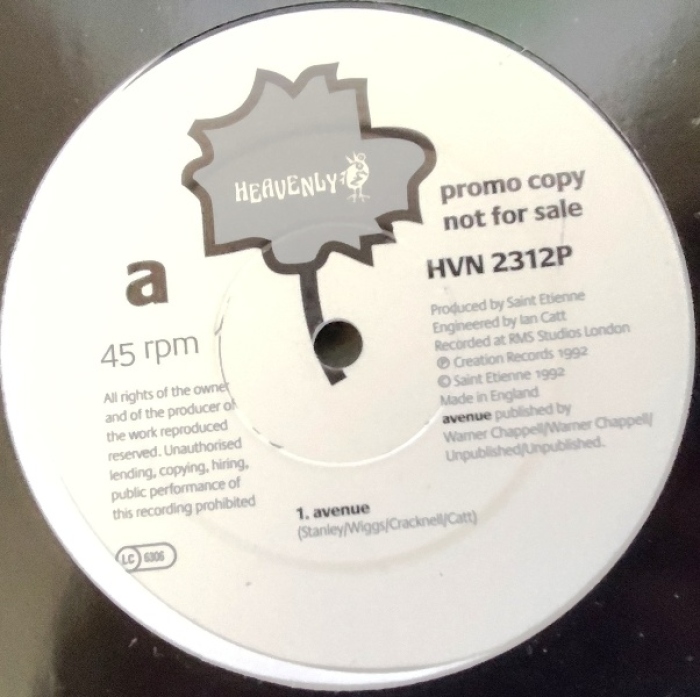 HEAVENLY
promo copy
not for sale
HVN 2312P
a
45 rpm
Produced by Saint Etienne
Engineered by Ian Catt
Recorded at RMS Studios London
℗ Creation Records 1992
© Saint Etienne 1992
Made in England
avenue published by
Warner Chappell/Warner Chappell/
Unpublished/Unpublished.
All rights of the owner
and of the producer of
the work reproduced
reserved. Unauthorised
lending, copying, hiring,
public performance of
this recording prohibited
1. avenue
(Stanley/Wiggs/Cracknell/Catt)
LC 6306